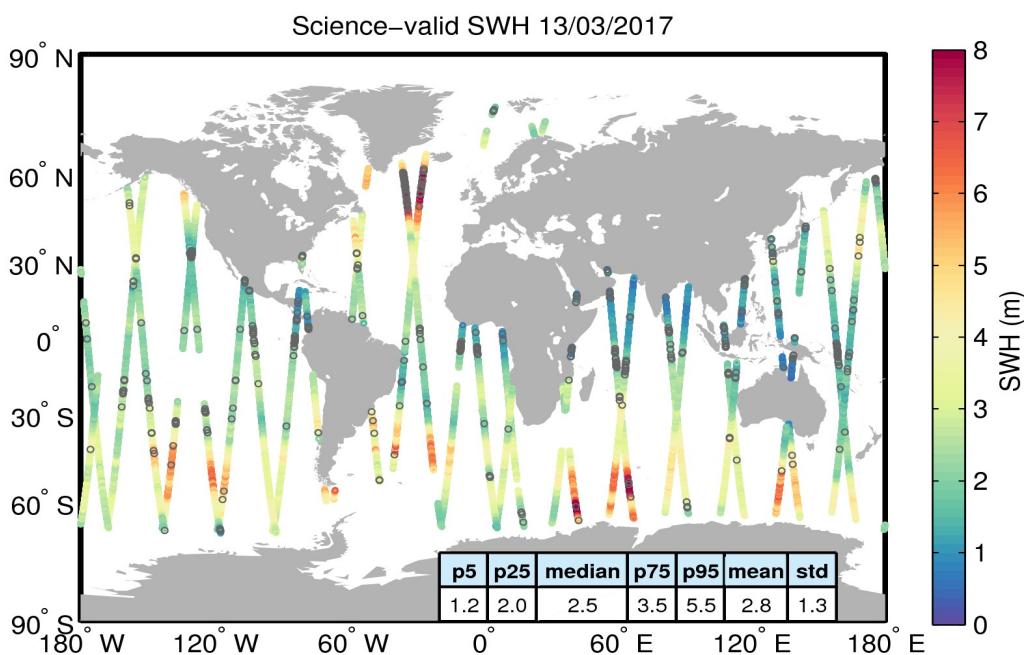 Science−valid SWH 13/03/2017
90° N
60° N
30° N
0°
30° S
60° S
90° S
180° W
120° W
60° W
0°
60° E
120° E
180° E
p5 p25 median p75 p95 mean std
1.2 2.0 2.5 3.5 5.5 2.8 1.3
8
7
6
5
4
3
2
1
0
SWH (m)